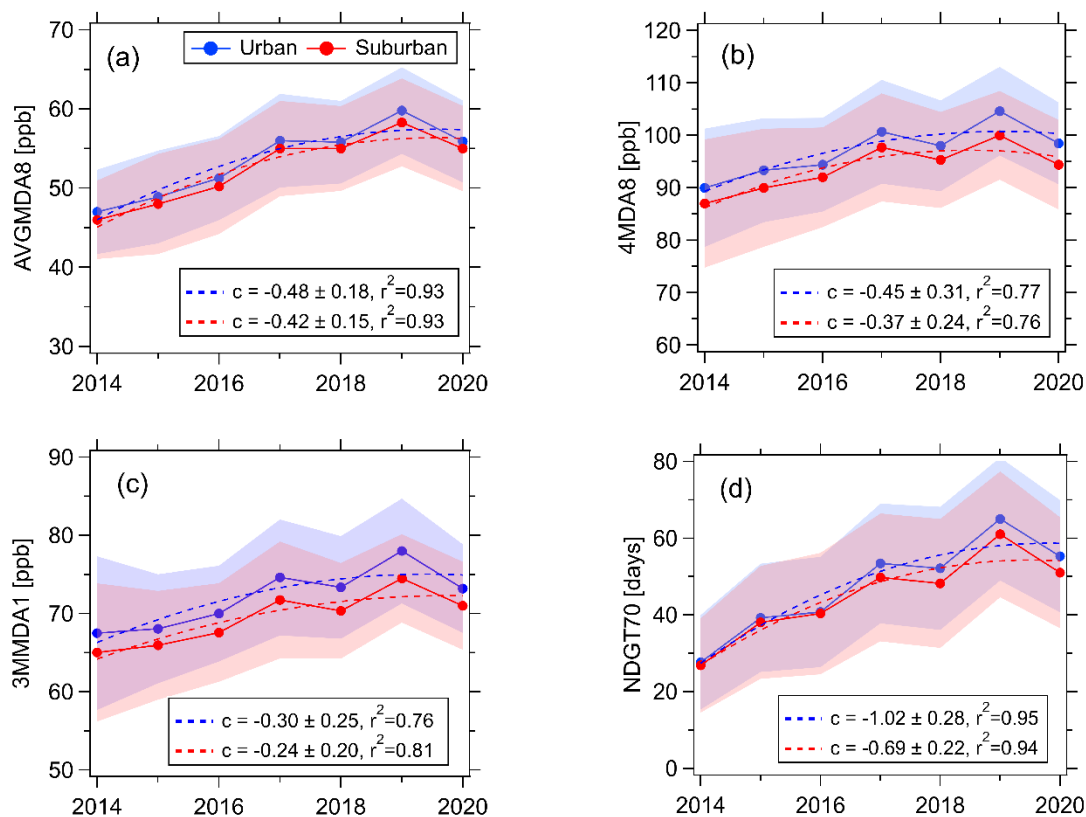 (a)
Urban Suburban
AVGMDA8 [ppb]
70
60
50
40
30
c = -0.48 ± 0.18, r²=0.93
c = -0.42 ± 0.15, r²=0.93
2014 2016 2018 2020
(b)
4MDA8 [ppb]
120
110
100
90
80
70
60
c = -0.45 ± 0.31, r²=0.77
c = -0.37 ± 0.24, r²=0.76
2014 2016 2018 2020
(c)
3MMDA1 [ppb]
90
80
70
60
50
c = -0.30 ± 0.25, r²=0.76
c = -0.24 ± 0.20, r²=0.81
2014 2016 2018 2020
(d)
NDGT70 [days]
80
60
40
20
0
c = -1.02 ± 0.28, r²=0.95
c = -0.69 ± 0.22, r²=0.94
2014 2016 2018 2020